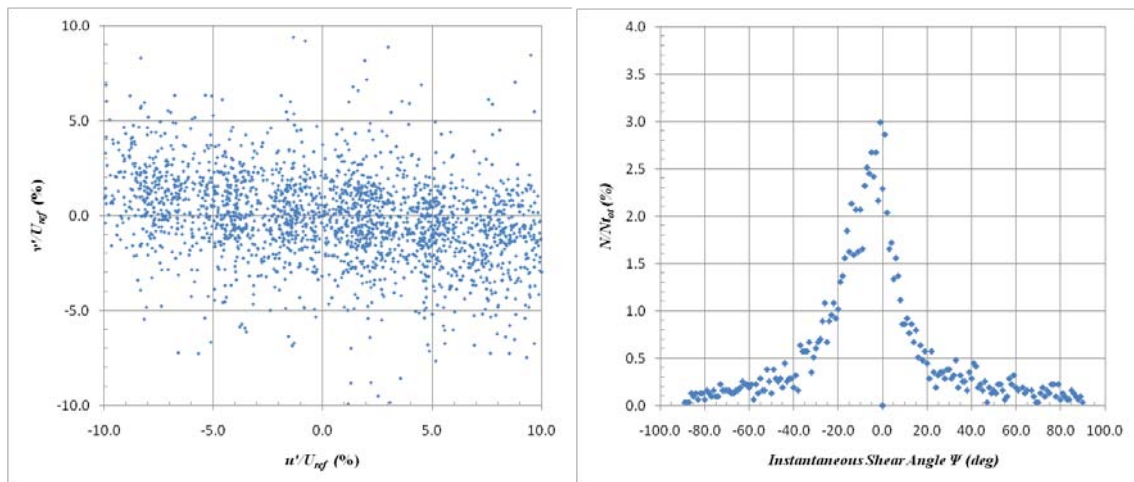 10.0
5.0
0.0
-5.0
-10.0
-10.0 -5.0 0.0 5.0 10.0
v'/Uref (%)
u'/Uref (%)
4.0
3.5
3.0
2.5
2.0
1.5
1.0
0.5
0.0
-100.0 -80.0 -60.0 -40.0 -20.0 0.0 20.0 40.0 60.0 80.0 100.0
N/Ntot (%)
Instantaneous Shear Angle Ψ (deg)